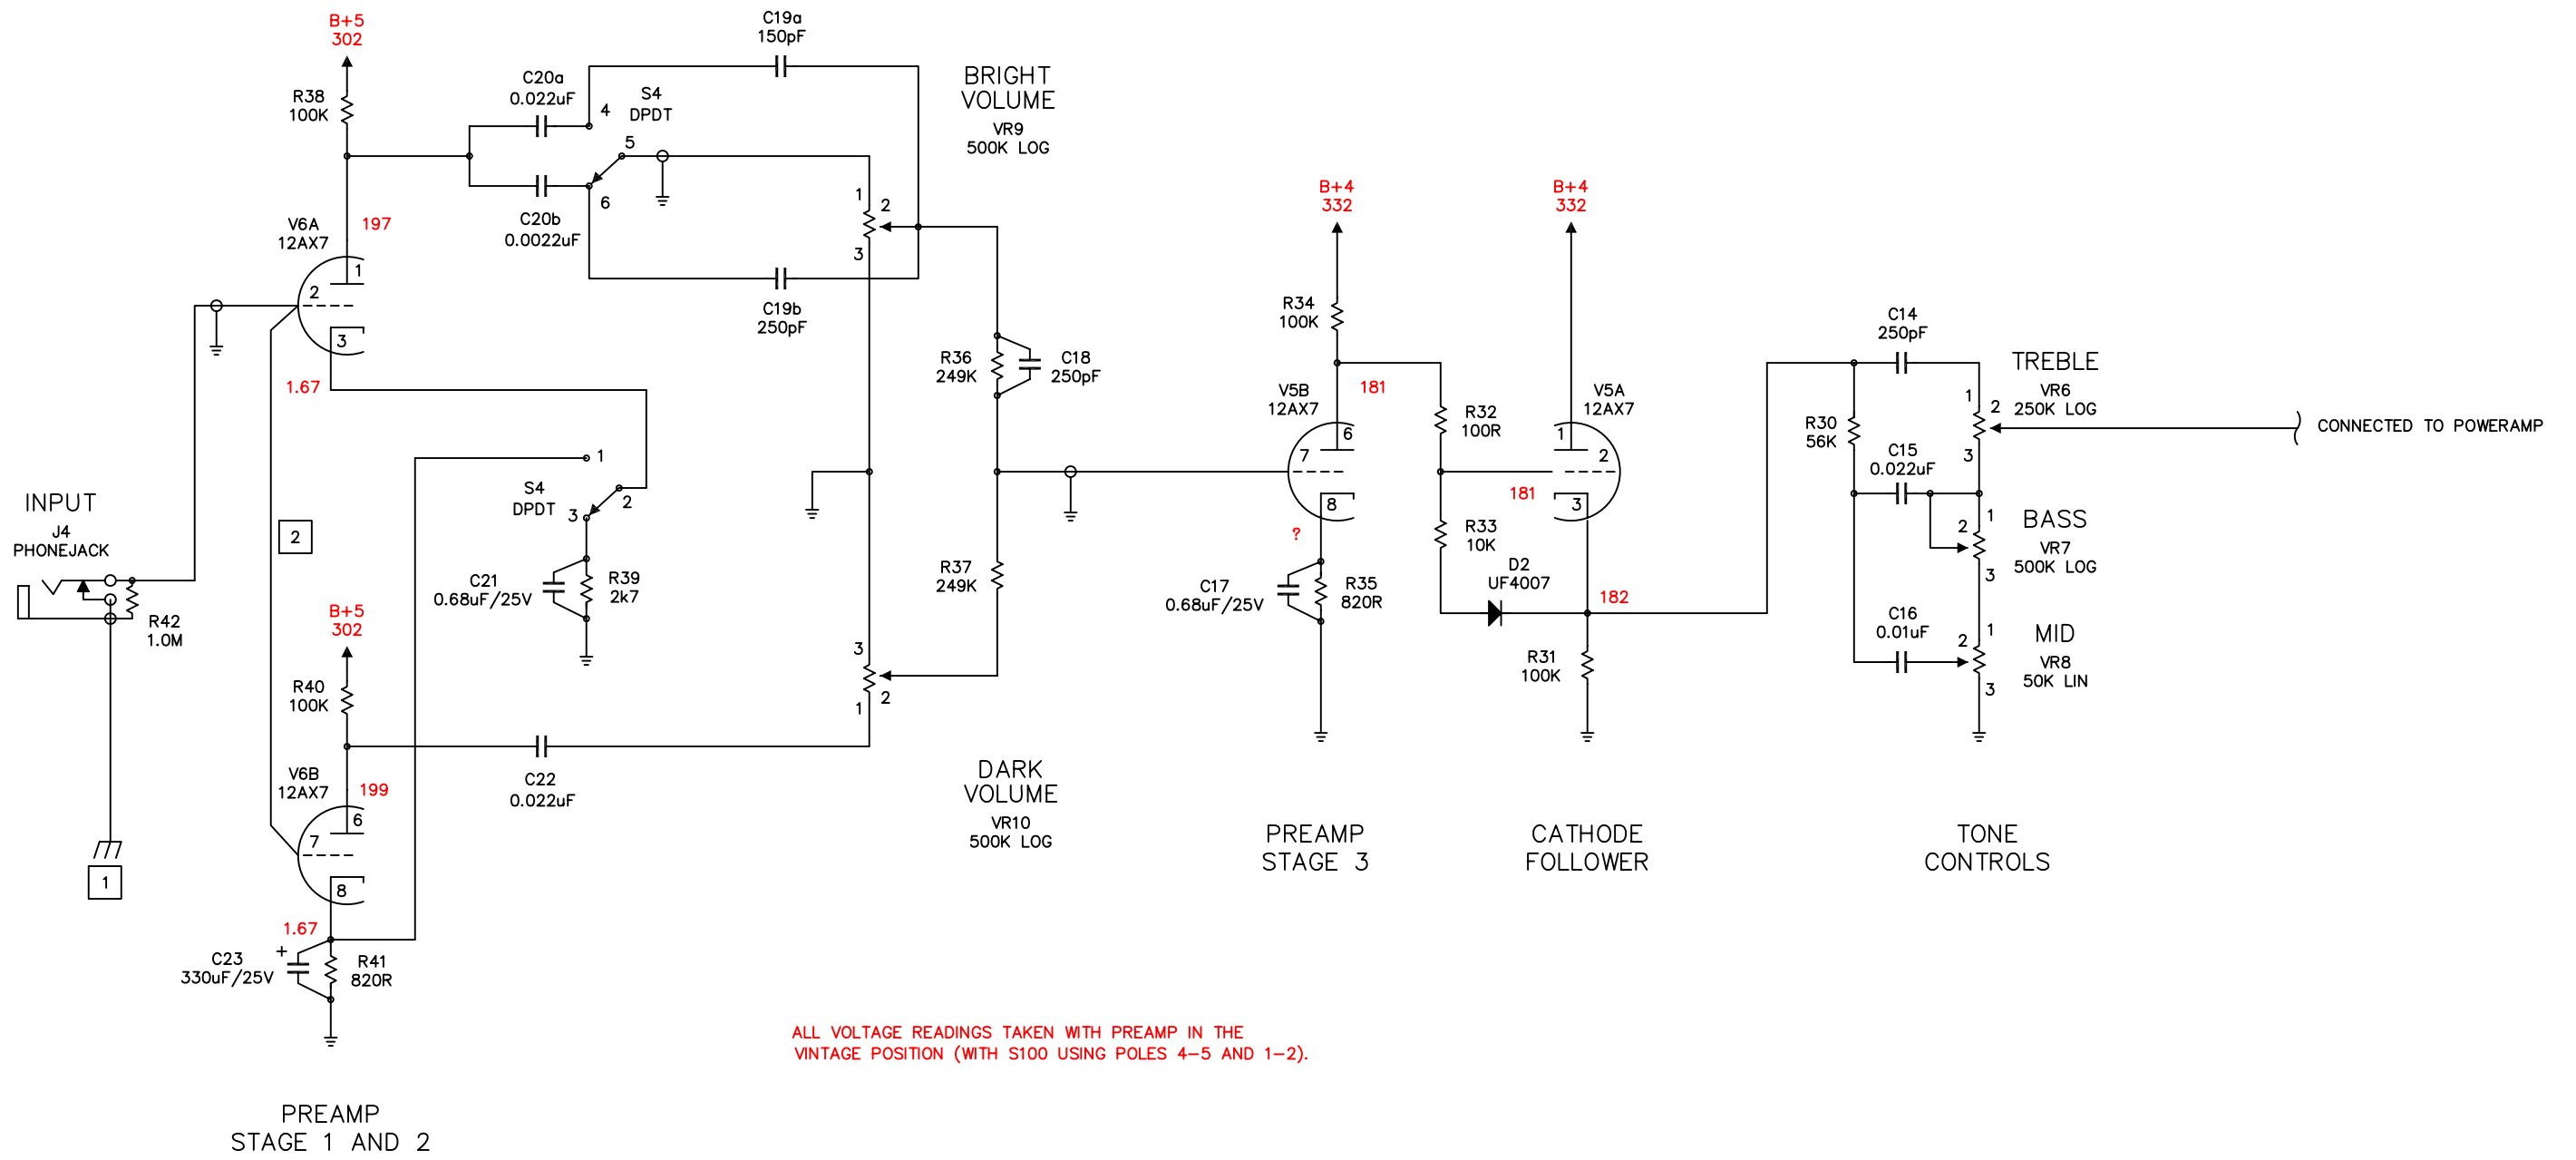 B+5
302
R38
100K
C20a
0.022uF
S4
DPDT
4
5
6
C20b
0.0022uF
C19a
150pF
C19b
250pF
BRIGHT
VOLUME
VR9
500K LOG
1
2
3
V6A
12AX7
197
1
2
3
1.67
R36
249K
C18
250pF
B+4
332
R34
100K
V5B
12AX7
181
6
7
8
?
C17
0.68uF/25V
R35
820R
R32
100R
R33
10K
181
B+4
332
V5A
12AX7
1
2
3
D2
UF4007
182
R31
100K
C14
250pF
R30
56K
C15
0.022uF
C16
0.01uF
TREBLE
VR6
250K LOG
1
2
3
BASS
VR7
500K LOG
1
2
3
MID
VR8
50K LIN
1
2
3
CONNECTED TO POWERAMP
INPUT
J4
PHONEJACK
R42
1.0M
1
2
S4
DPDT
1
2
3
C21
0.68uF/25V
R39
2k7
B+5
302
R40
100K
V6B
12AX7
199
6
7
8
1.67
+
C23
330uF/25V
R41
820R
C22
0.022uF
R37
249K
3
2
1
DARK
VOLUME
VR10
500K LOG
PREAMP
STAGE 3
CATHODE
FOLLOWER
TONE
CONTROLS
ALL VOLTAGE READINGS TAKEN WITH PREAMP IN THE
VINTAGE POSITION (WITH S100 USING POLES 4-5 AND 1-2).
PREAMP
STAGE 1 AND 2